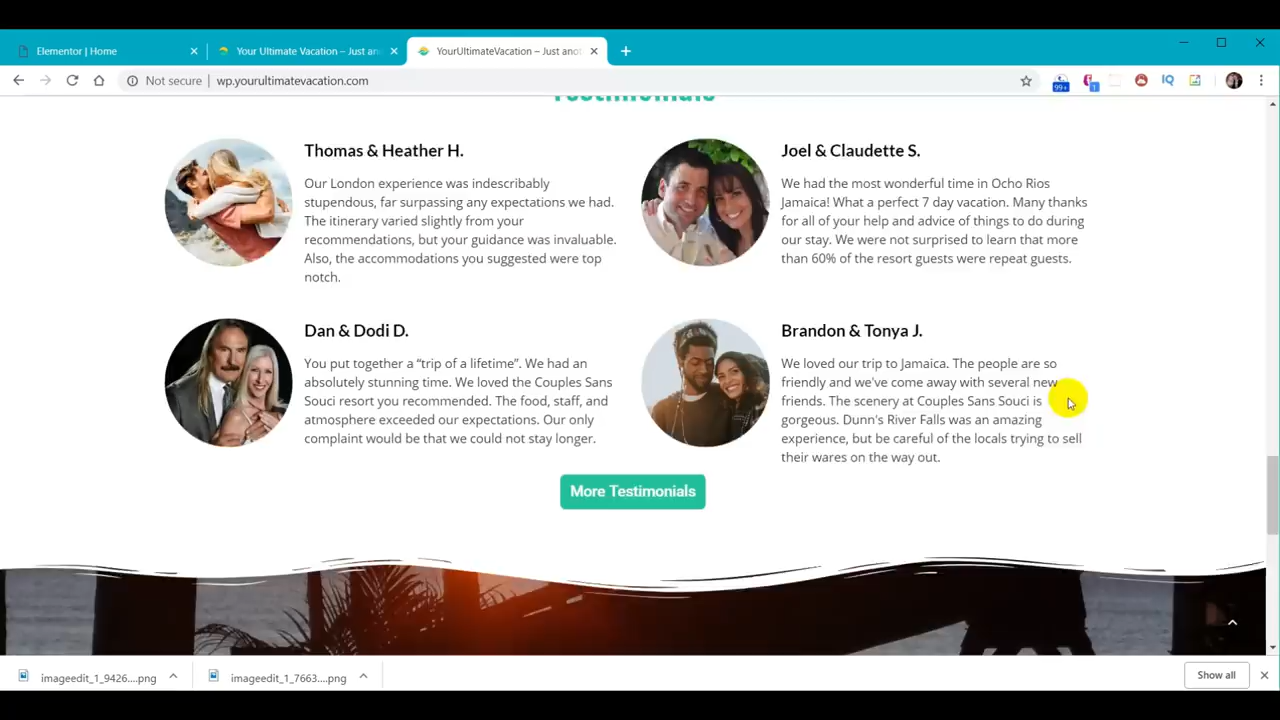 Elementor | Home
Your Ultimate Vacation – Just an
YourUltimateVacation – Just ano
Not secure
wp.yourultimatevacation.com
99+
1
IQ
Testimonials
Thomas & Heather H.
Our London experience was indescribably
stupendous, far surpassing any expectations we had.
The itinerary varied slightly from your
recommendations, but your guidance was invaluable.
Also, the accommodations you suggested were top
notch.
Joel & Claudette S.
We had the most wonderful time in Ocho Rios
Jamaica! What a perfect 7 day vacation. Many thanks
for all of your help and advice of things to do during
our stay. We were not surprised to learn that more
than 60% of the resort guests were repeat guests.
Dan & Dodi D.
You put together a “trip of a lifetime”. We had an
absolutely stunning time. We loved the Couples Sans
Souci resort you recommended. The food, staff, and
atmosphere exceeded our expectations. Our only
complaint would be that we could not stay longer.
Brandon & Tonya J.
We loved our trip to Jamaica. The people are so
friendly and we've come away with several new
friends. The scenery at Couples Sans Souci is
gorgeous. Dunn's River Falls was an amazing
experience, but be careful of the locals trying to sell
their wares on the way out.
More Testimonials
imageedit_1_9426....png
imageedit_1_7663....png
Show all